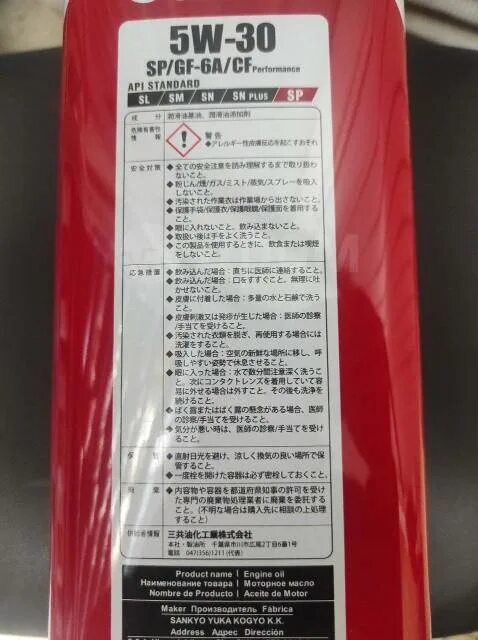 5W-30
SP/GF-6A/CF Performance
API STANDARD
SL SM SN SN PLUS SP
成 分 潤滑油基油、潤滑油添加剤
危険有害性
情 報
警告
◆アレルギー性皮膚反応を起こすおそれ
安全対策
◆全ての安全注意を読み理解するまで取り扱わ
ないこと。
◆粉じん/煙/ガス/ミスト/蒸気/スプレーを吸入
しないこと。
◆汚染された作業衣は作業場から出さないこと。
◆保護手袋/保護衣/保護眼鏡/保護面を着用する
こと。
◆眼に入れないこと。飲み込まないこと。
◆取扱い後は手をよく洗うこと。
◆この製品を使用するときに、飲食または喫煙
をしないこと。
応急措置
◆飲み込んだ場合：直ちに医師に連絡すること。
◆飲み込んだ場合：口をすすぐこと。無理に吐
かせないこと。
◆皮膚に付着した場合：多量の水と石鹸で洗う
こと。
◆皮膚刺激又は発疹が生じた場合：医師の診察
/手当てを受けること。
◆汚染された衣類を脱ぎ、再使用する場合には
洗濯をすること。
◆吸入した場合：空気の新鮮な場所に移し、呼
吸しやすい姿勢で休息させること。
◆眼に入った場合：水で数分間注意深く洗うこ
と。次にコンタクトレンズを着用していて容
易に外せる場合は外すこと。その後も洗浄を
続けること。
◆ばく露またはばく露の懸念がある場合、医師
の診察/手当てを受けること。
◆気分が悪い時は、医師の診察/手当てを受けること。
保 管
◆直射日光を避け、涼しく換気の良い場所で保
管すること。
◆一度栓を開けた容器は必ず密栓しておくこと。
廃 棄
◆内容物や容器を都道府県知事の許可を受け
た専門の廃棄物処理業者に廃棄を委託する
こと。(不明な場合は購入先に相談の上処理
すること)
供給者情報 三共油化工業株式会社
本社・製油所 千葉県市川市広尾2丁目6番1号
電話 047(356)1211(代表)
Product name | Engine oil
Наименование товара | Моторное масло
Nombre de Producto | Aceite de Motor
Maker Производитель Fábrica
SANKYO YUKA KOGYO K.K.
Address Адрес Dirección